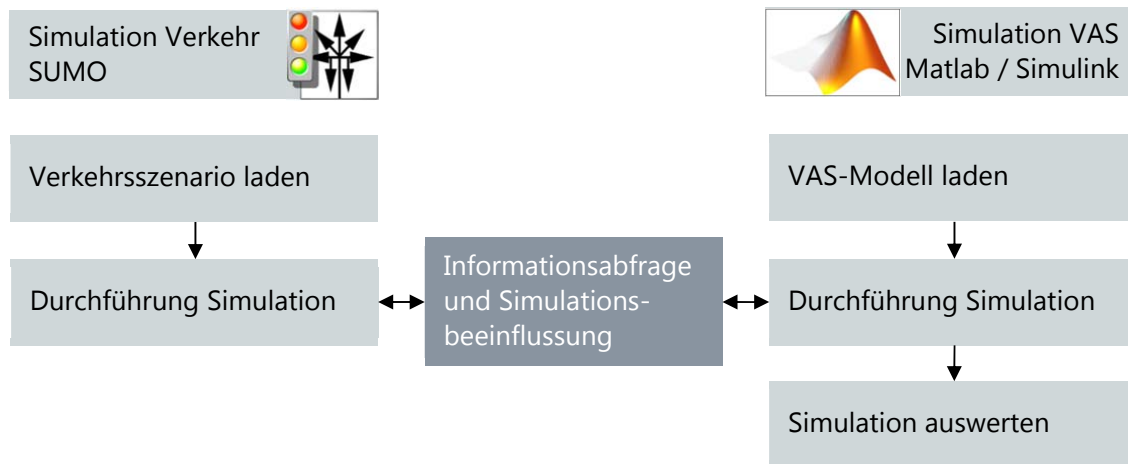 Simulation Verkehr
SUMO
Simulation VAS
Matlab / Simulink
Verkehrsszenario laden
VAS-Modell laden
Durchführung Simulation
Informationsabfrage
und Simulations-
beeinflussung
Durchführung Simulation
Simulation auswerten